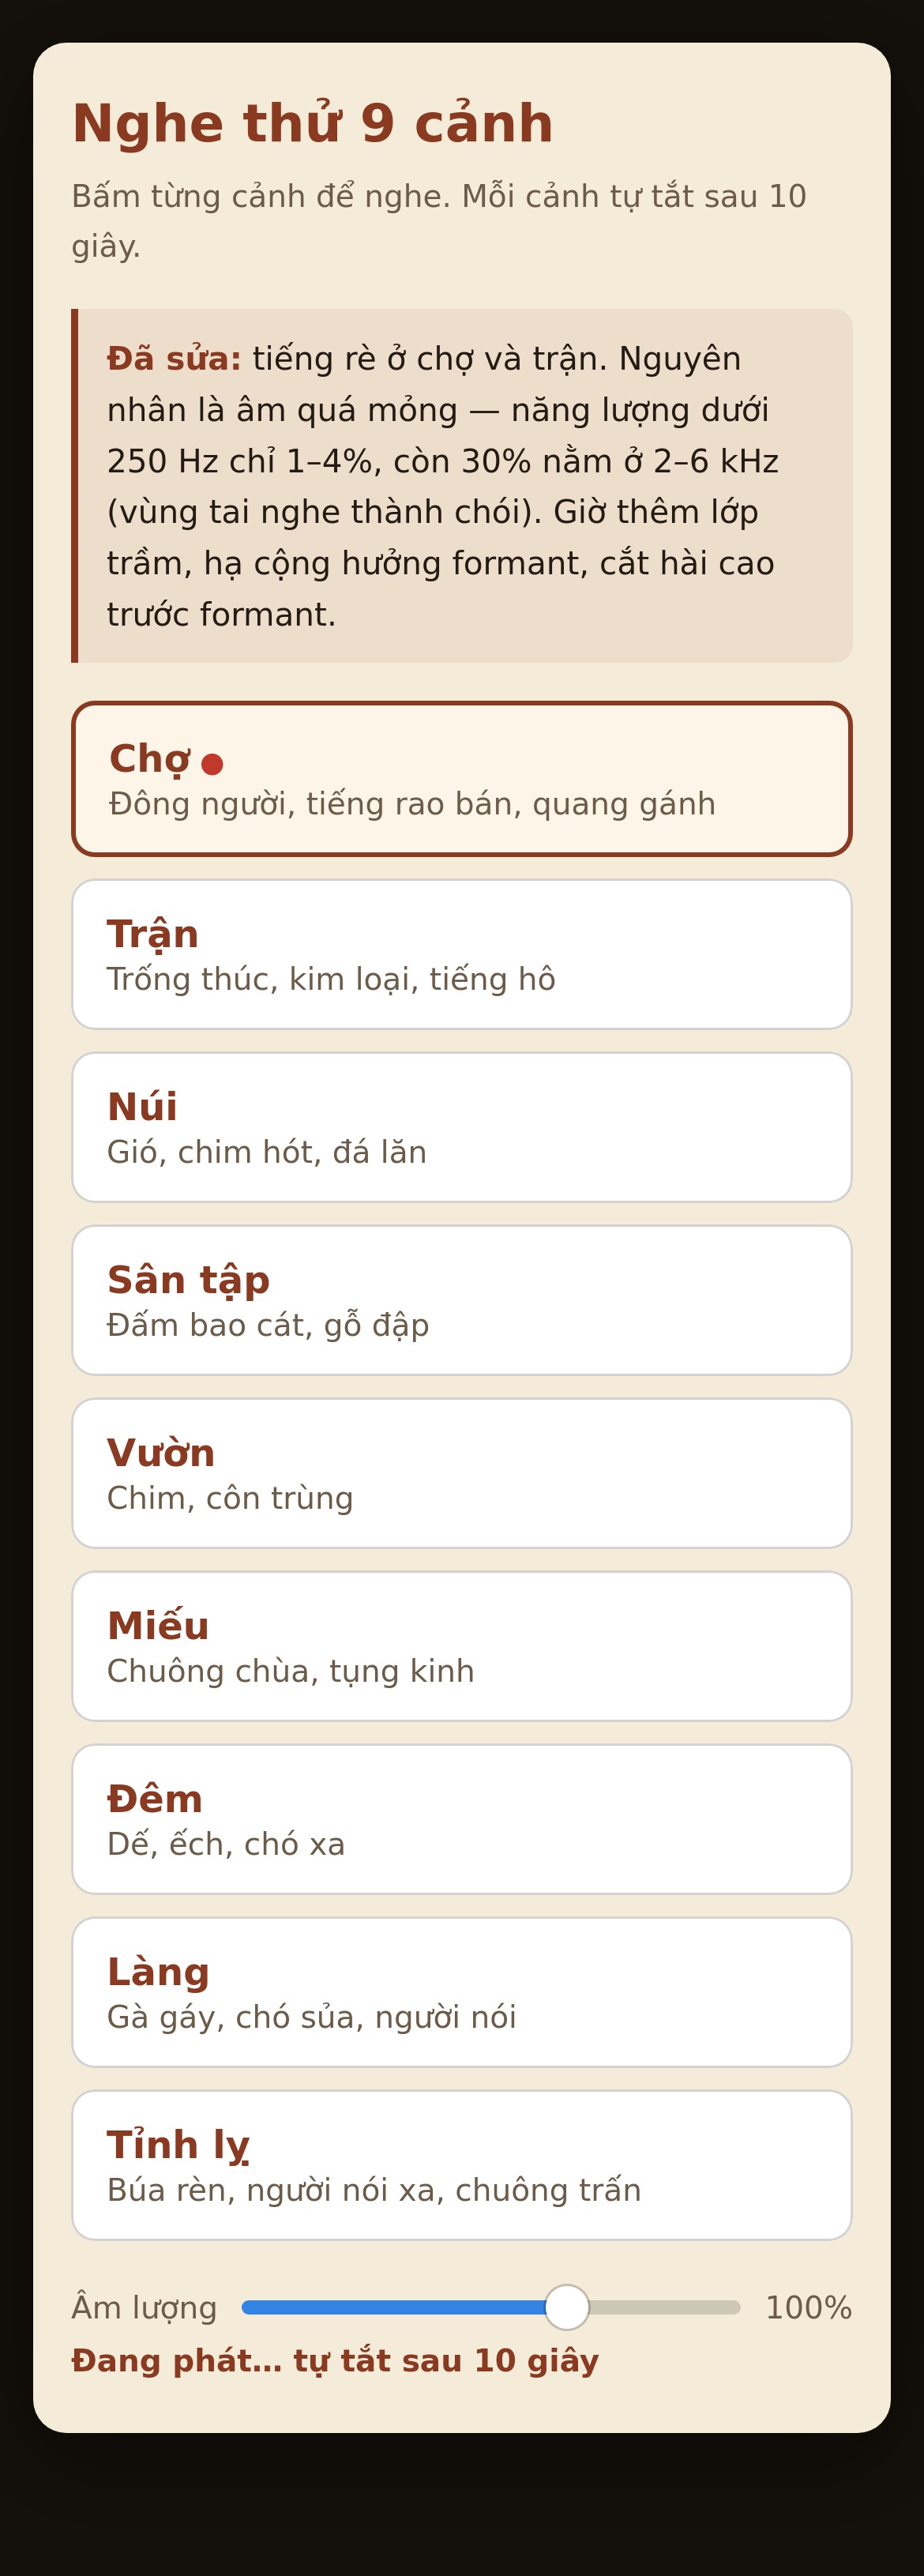 Nghe thử 9 cảnh
Bấm từng cảnh để nghe. Mỗi cảnh tự tắt sau 10
giây.
Đã sửa: tiếng rè ở chợ và trận. Nguyên
nhân là âm quá mỏng — năng lượng dưới
250 Hz chỉ 1–4%, còn 30% nằm ở 2–6 kHz
(vùng tai nghe thành chói). Giờ thêm lớp
trầm, hạ cộng hưởng formant, cắt hài cao
trước formant.
Chợ
Đông người, tiếng rao bán, quang gánh
Trận
Trống thúc, kim loại, tiếng hô
Núi
Gió, chim hót, đá lăn
Sân tập
Đấm bao cát, gỗ đập
Vườn
Chim, côn trùng
Miếu
Chuông chùa, tụng kinh
Đêm
Dế, ếch, chó xa
Làng
Gà gáy, chó sủa, người nói
Tỉnh lỵ
Búa rèn, người nói xa, chuông trấn
Âm lượng 100%
Đang phát… tự tắt sau 10 giây